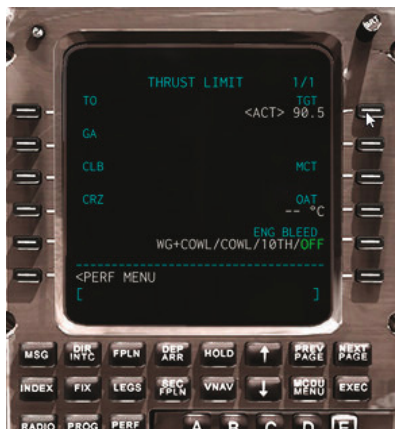 THRUST LIMIT 1/1
TO TGT
<ACT> 90.5
GA
CLB MCT
CRZ OAT
-- °C
ENG BLEED
WG+COWL/COWL/10TH/OFF
<PERF MENU
[ ]
MSG DIR INTC FPLN DEP ARR HOLD ↑ PREV PAGE NEXT PAGE
INDEX FIX LEGS SEC FPLN VNAV ↓ MCDU MENU EXEC
RADIO PROG PERF A B C D E